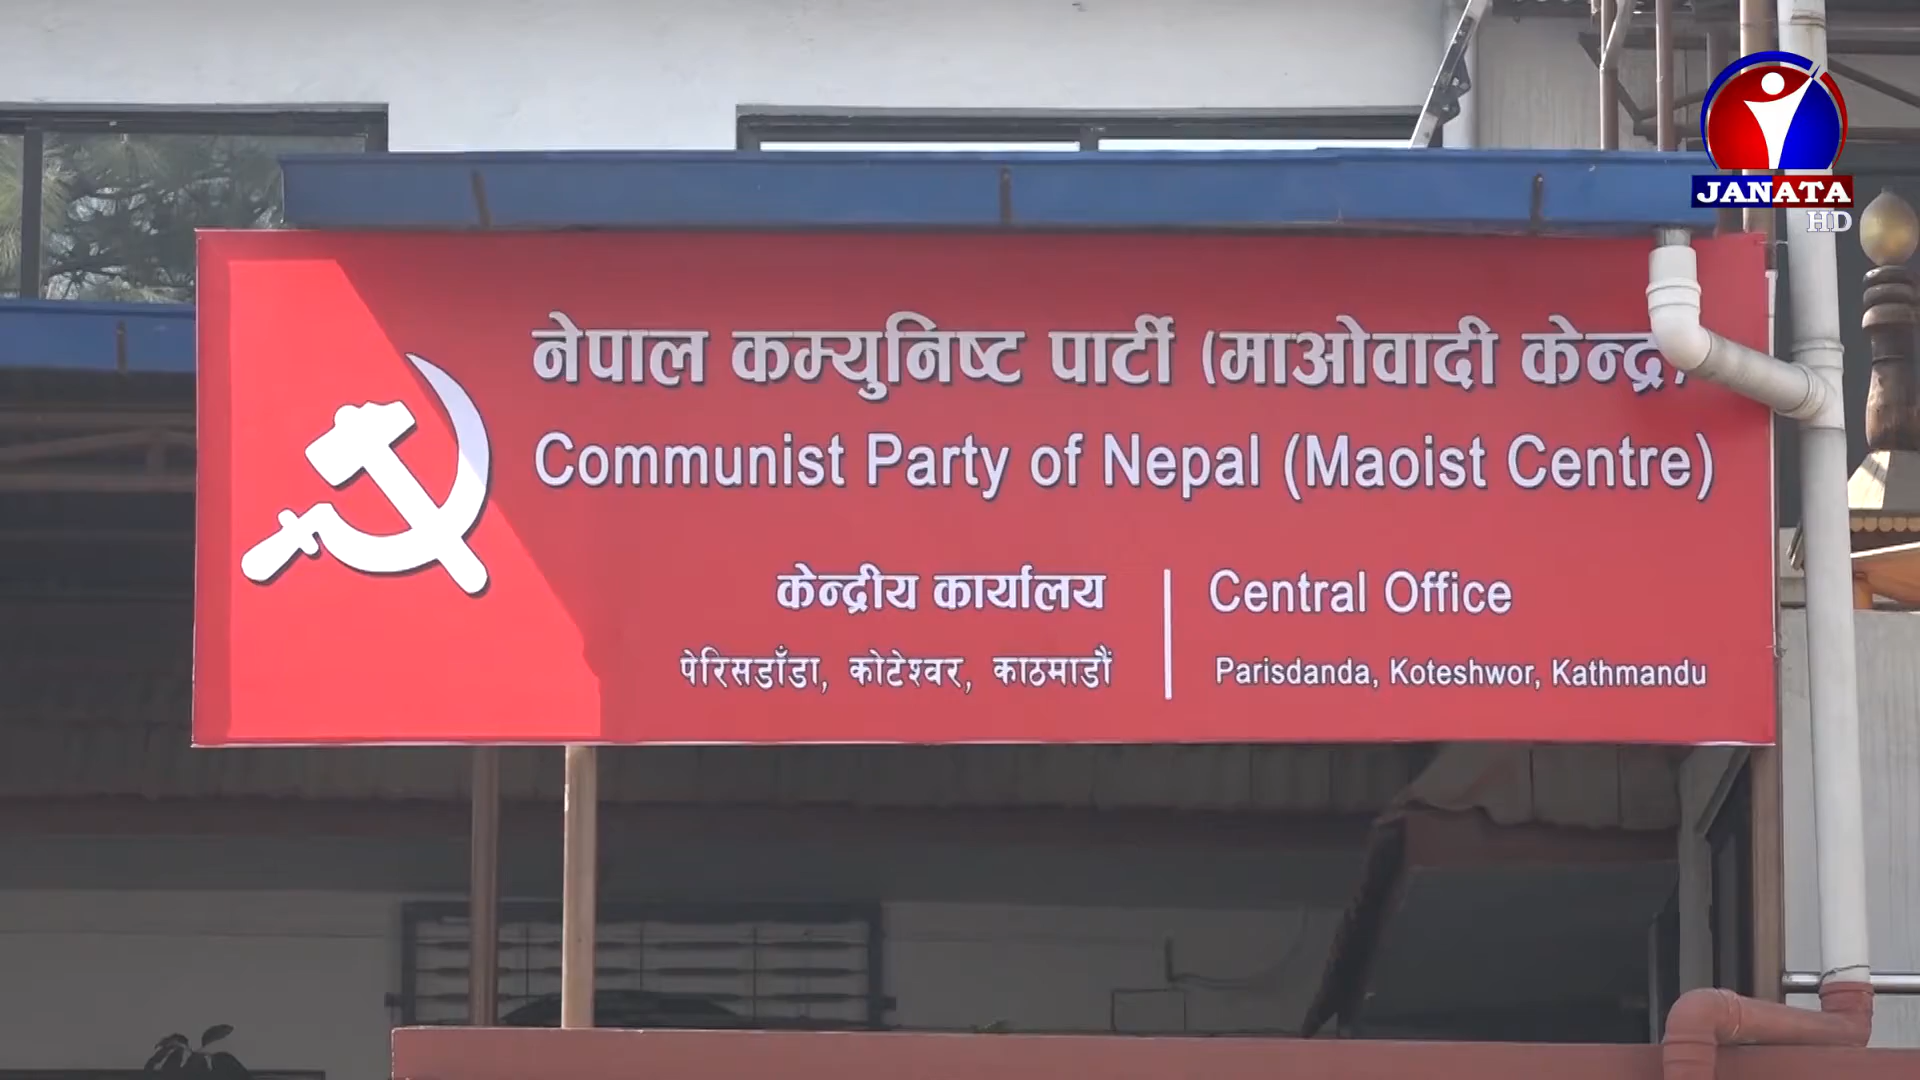 नेपाल कम्युनिष्ट पार्टी (माओवादी केन्द्र)
Communist Party of Nepal (Maoist Centre)
केन्द्रीय कार्यालय
पेरिसडाँडा, कोटेश्वर, काठमाडौं
Central Office
Parisdanda, Koteshwor, Kathmandu
JANATA
HD